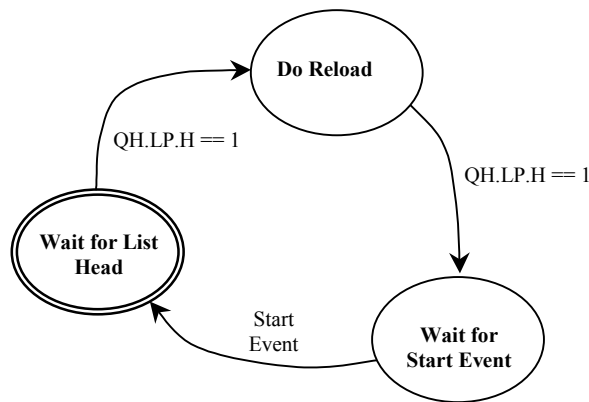 Do Reload
QH.LP.H == 1
QH.LP.H == 1
Wait for List
Head
Start
Event
Wait for
Start Event